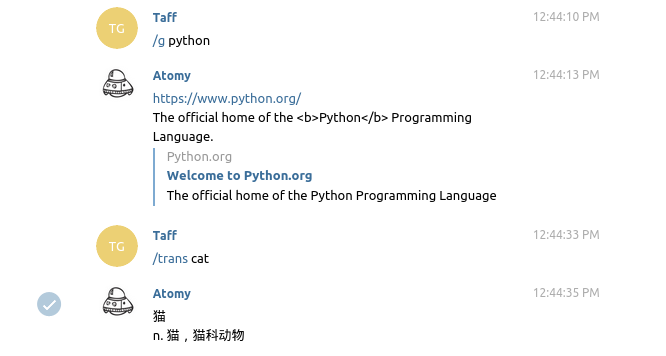 TG
Taff 12:44:10 PM
/g python
Atomy 12:44:13 PM
https://www.python.org/
The official home of the <b>Python</b> Programming
Language.
Python.org
Welcome to Python.org
The official home of the Python Programming Language
TG
Taff 12:44:33 PM
/trans cat
Atomy 12:44:35 PM
猫
n. 猫，猫科动物